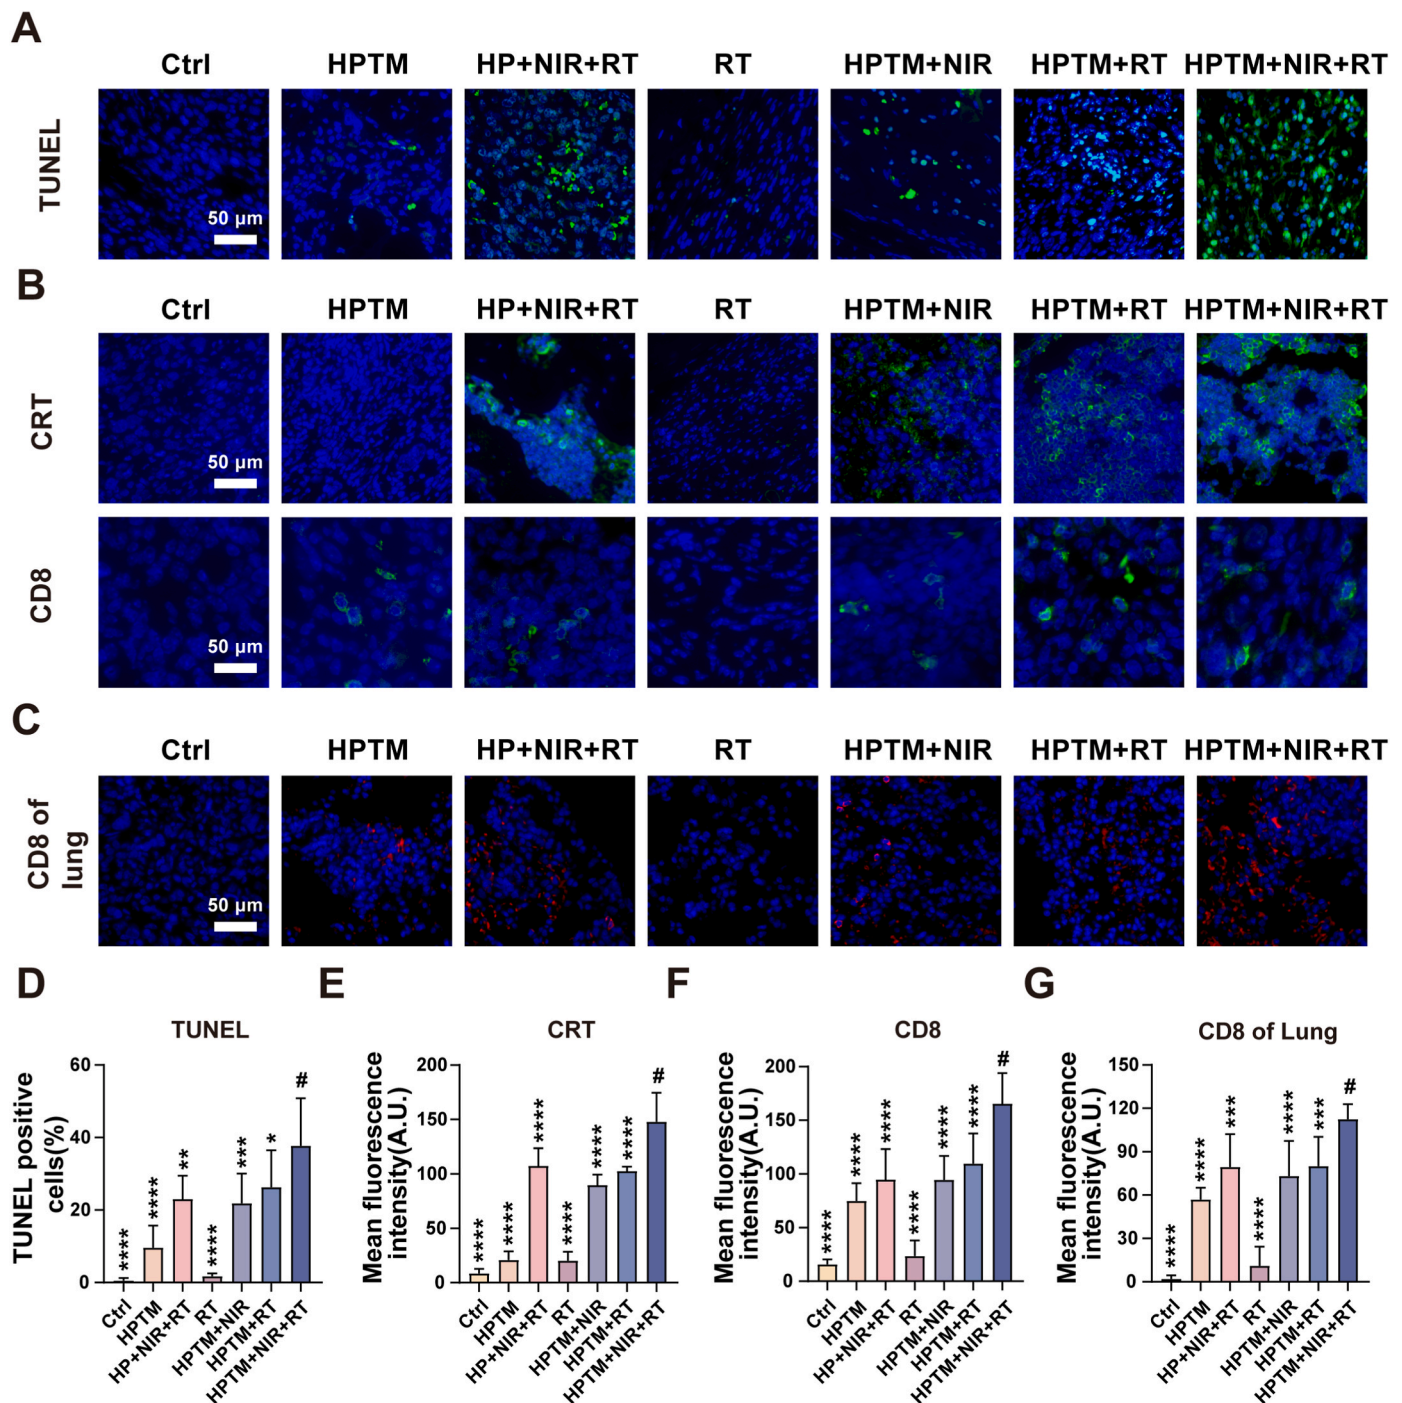 A
Ctrl HPTM HP+NIR+RT RT HPTM+NIR HPTM+RT HPTM+NIR+RT
TUNEL
50 μm
B
Ctrl HPTM HP+NIR+RT RT HPTM+NIR HPTM+RT HPTM+NIR+RT
CRT
50 μm
CD8
50 μm
C
Ctrl HPTM HP+NIR+RT RT HPTM+NIR HPTM+RT HPTM+NIR+RT
CD8 of
lung
50 μm
D
TUNEL
TUNEL positive
cells(%)
60
40
20
0
**** **** ** **** *** * #
Ctrl HPTM HP+NIR+RT RT HPTM+NIR HPTM+RT HPTM+NIR+RT
E
CRT
Mean fluorescence
intensity(A.U.)
200
150
100
50
0
**** **** **** **** **** **** #
Ctrl HPTM HP+NIR+RT RT HPTM+NIR HPTM+RT HPTM+NIR+RT
F
CD8
Mean fluorescence
intensity(A.U.)
200
150
100
50
0
**** **** **** **** **** **** #
Ctrl HPTM HP+NIR+RT RT HPTM+NIR HPTM+RT HPTM+NIR+RT
G
CD8 of Lung
Mean fluorescence
intensity(A.U.)
150
120
90
60
30
0
**** **** *** **** **** *** #
Ctrl HPTM HP+NIR+RT RT HPTM+NIR HPTM+RT HPTM+NIR+RT